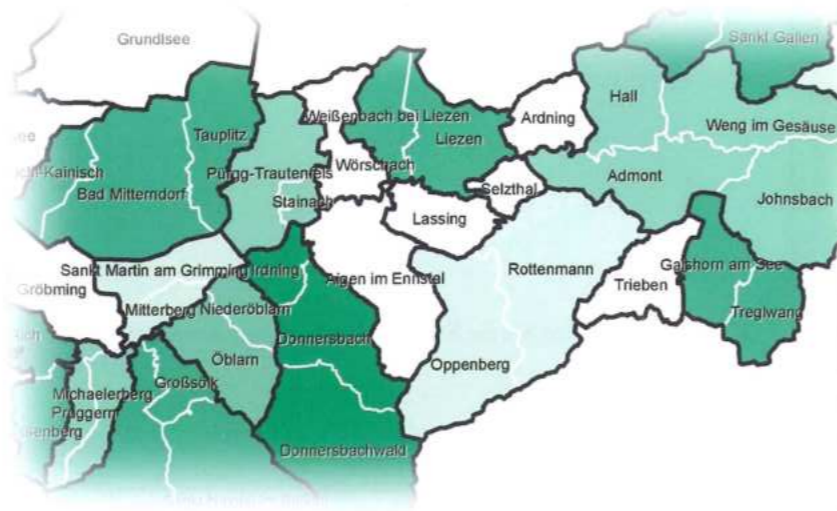 Grundlsee
Sankt Gallen
Hall
Weißenbach bei Liezen
Ardning
Liezen
Weng im Gesäuse
Tauplitz
Wörschach
Pürgg-Trautenfels
Admont
Bad Mitterndorf
Selzthal
Johnsbach
Stainach
Lassing
Sankt Martin am Grimming
Irdning
Rottenmann
Gaishorn am See
Gröbming
Aigen im Ennstal
Trieben
Mitterberg
Niederöblarn
Treglwang
Donnersbach
Öblarn
Oppenberg
Großsölk
Michaelerberg
Pruggern
Donnersbachwald